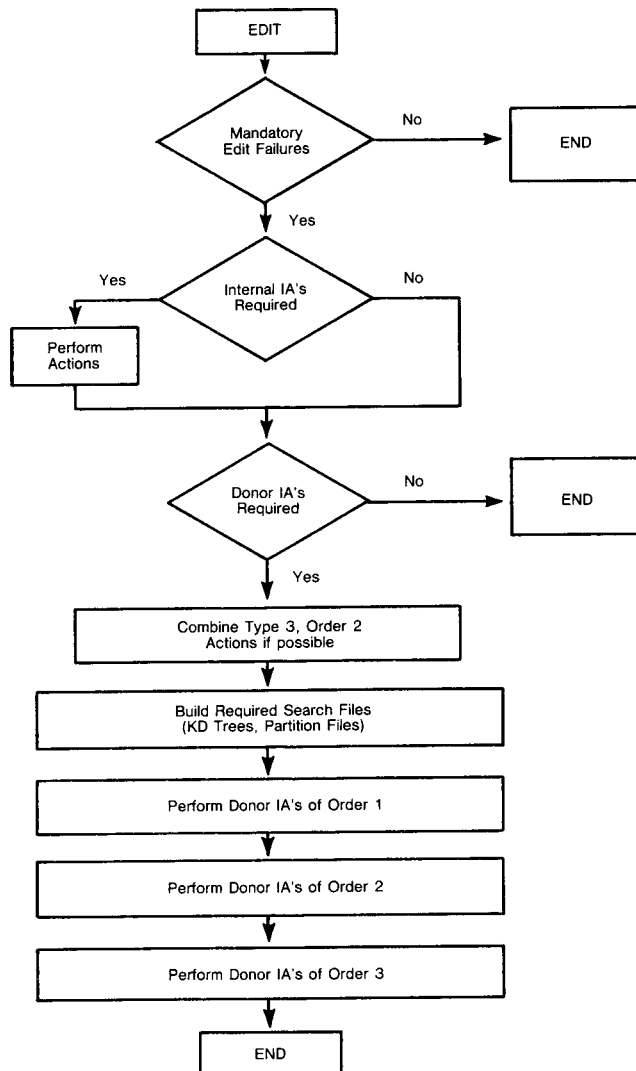 EDIT
Mandatory
Edit Failures
No
END
Yes
Yes
Internal IA's
Required
No
Perform
Actions
Donor IA's
Required
No
END
Yes
Combine Type 3, Order 2
Actions if possible
Build Required Search Files
(KD Trees, Partition Files)
Perform Donor IA's of Order 1
Perform Donor IA's of Order 2
Perform Donor IA's of Order 3
END